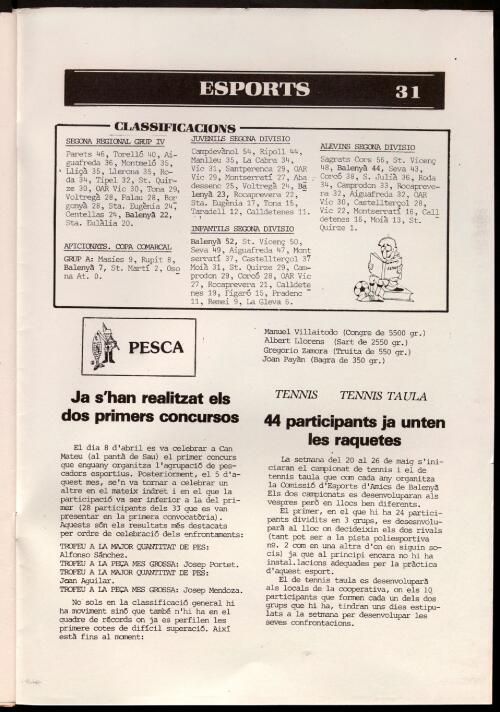 ESPORTS 31
CLASSIFICACIONS
SEGONA REGIONAL GRUP IV
Parets 46, Torelló 40, Ai-
guafreda 36, Montmeló 35,
Lliçà 35, Llerona 35, Ro-
da 34, Tipel 32, St. Quir-
ze 30, OAR Vic 30, Tona 29,
Voltregà 28, Palau 28, Bor
gonyà 28, Sta. Eugènia 24,
Centellas 24, Balenyà 22,
Sta. Eulàlia 20.
AFICIONATS. COPA COMARCAL
GRUP A: Masies 9, Rupit 8,
Balenyà 7, St. Martí 2, Oso
na At. 0.
JUVENILS SEGONA DIVISIO
Campdevànol 54, Ripoll 44,
Manlleu 35, La Cabra 34,
Vic 31, Santperenca 29, OAR
Vic 29, Montserratí 27, Aba
dessenc 25, Voltregà 24, Ba
lenyà 23, Rocaprevera 22,
Sta. Eugènia 17, Tona 15,
Taradell 12, Calldetenes 11.
INFANTILS SEGONA DIVISIO
Balenyà 52, St. Vicenç 50,
Seva 49, Aiguafreda 47, Mont
serratí 37, Castellterçol 37
Moià 31, St. Quirze 29, Cam-
prodon 29, Corcó 28, OAR Vic
27, Rocaprevera 21, Calldete
nes 19, Figaró 15, Pradenc
11, Remei 9, La Gleva 6.
ALEVINS SEGONA DIVISIO
Sagrats Cors 56, St. Vicenç
48, Balenyà 44, Seva 43,
Corcó 38, S. Julià 36, Roda
34, Camprodon 33, Rocapreve-
ra 32, Aiguafreda 32, OAR
Vic 30, Castellterçol 28,
Vic 22, Montserratí 16, Call
detenes 16, Moià 13, St.
Quirze 1.
PESCA
Ja s'han realitzat els
dos primers concursos
El dia 8 d'abril es va celebrar a Can
Mateu (al pantà de Sau) el primer concurs
que enguany organitza l'agrupació de pes-
cadors esportius. Posteriorment, el 5 d'a-
quest mes, se'n va tornar a celebrar un
altre en el mateix indret i en el que la
participació va ser inferior a la del pri-
mer (28 participants dels 33 que es van
presentar en la primera convocatòria).
Aquests són els resultats més destacats
per ordre de celebració dels enfrontaments:
TROFEU A LA MAJOR QUANTITAT DE PES:
Alfonso Sánchez.
TROFEU A LA PEÇA MES GROSSA: Josep Portet.
TROFEU A LA MAJOR QUANTITAT DE PES:
Joan Aguilar.
TROFEU A LA PEÇA MES GROSSA: Josep Mendoza.
No sols en la classificació general hi
ha moviment sinó que també n'hi ha en el
quadre de rècords on ja es perfilen les
primere cotes de difícil superació. Així
està fins al moment:
Manuel Villaitodo (Congre de 5500 gr.)
Albert Llorens (Sart de 2550 gr.)
Gregorio Zamora (Truita de 550 gr.)
Joan Payàn (Bagra de 350 gr.)
TENNIS TENNIS TAULA
44 participants ja unten
les raquetes
La setmana del 20 al 26 de maig s'ini-
ciaran el campionat de tennis i el de
tennis taula que com cada any organitza
la Comissió d'Esports d'Amics de Balenyà
Els dos campionats es desenvoluparan als
vespres però en llocs ben diferents.
El primer, en el que hi ha 24 partici-
pants dividits en 3 grups, es desenvolu-
parà al lloc on decideixin els dos rivals
(tant pot ser a la pista poliesportiva
nº. 2 com en una altra d'on en siguin so-
cis) ja que al principi encara no hi ha
instal.lacions adequades per la pràctica
d'aquest esport.
El de tennis taula es desenvoluparà
als locals de la cooperativa, on els 10
participants que formen cada un dels dos
grups que hi ha, tindran uns dies estipu-
lats a la setmana per desenvolupar les
seves confrontacions.